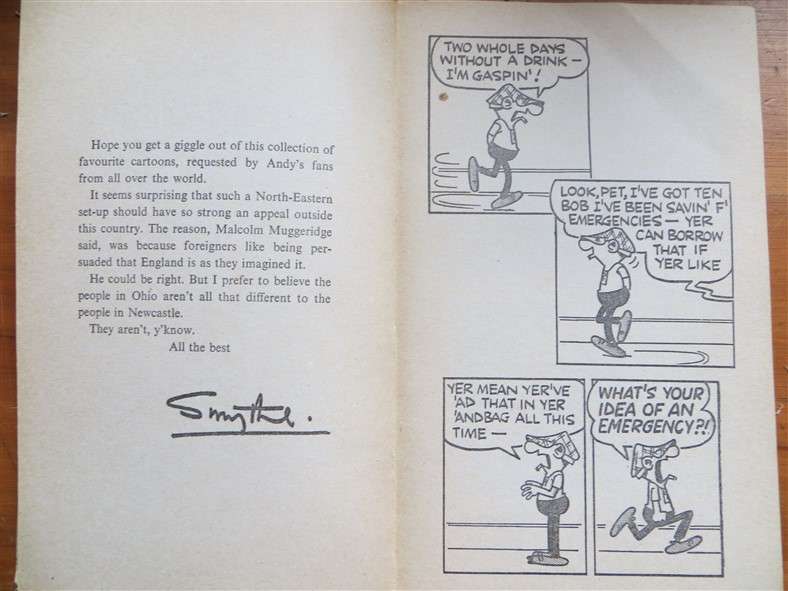 Hope you get a giggle out of this collection of
favourite cartoons, requested by Andy's fans
from all over the world.
It seems surprising that such a North-Eastern
set-up should have so strong an appeal outside
this country. The reason, Malcolm Muggeridge
said, was because foreigners like being per-
suaded that England is as they imagined it.
He could be right. But I prefer to believe the
people in Ohio aren't all that different to the
people in Newcastle.
They aren't, y'know.
All the best
Smythe.
TWO WHOLE DAYS
WITHOUT A DRINK —
I'M GASPIN'!
LOOK, PET, I'VE GOT TEN
BOB I'VE BEEN SAVIN' F'
EMERGENCIES — YER
CAN BORROW
THAT IF
YER LIKE
YER MEAN YER'VE
'AD THAT IN YER
'ANDBAG ALL THIS
TIME —
WHAT'S YOUR
IDEA OF AN
EMERGENCY?!